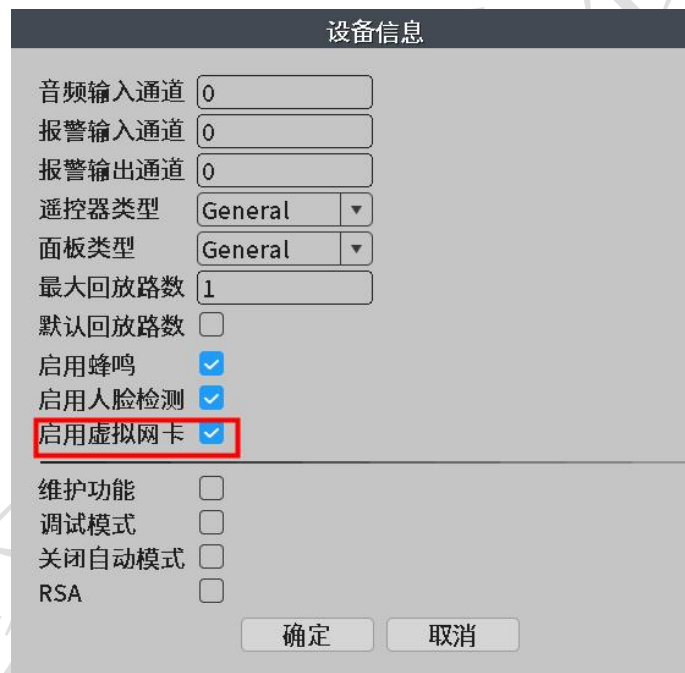 设备信息
音频输入通道 0
报警输入通道 0
报警输出通道 0
遥控器类型 General
面板类型 General
最大回放路数 1
默认回放路数
启用蜂鸣
启用人脸检测
启用虚拟网卡
维护功能
调试模式
关闭自动模式
RSA
确定 取消